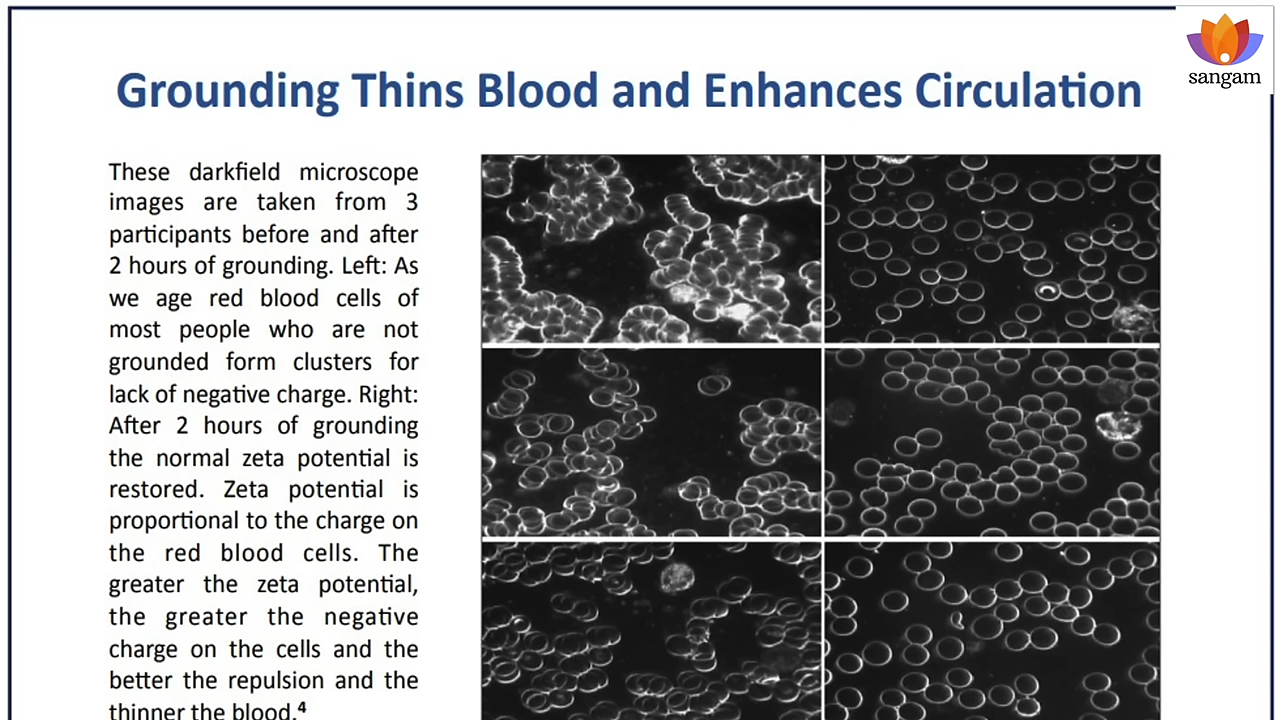 sangam
Grounding Thins Blood and Enhances Circulation
These darkfield microscope
images are taken from 3
participants before and after
2 hours of grounding. Left: As
we age red blood cells of
most people who are not
grounded form clusters for
lack of negative charge. Right:
After 2 hours of grounding
the normal zeta potential is
restored. Zeta potential is
proportional to the charge on
the red blood cells. The
greater the zeta potential,
the greater the negative
charge on the cells and the
better the repulsion and the
thinner the blood.⁴